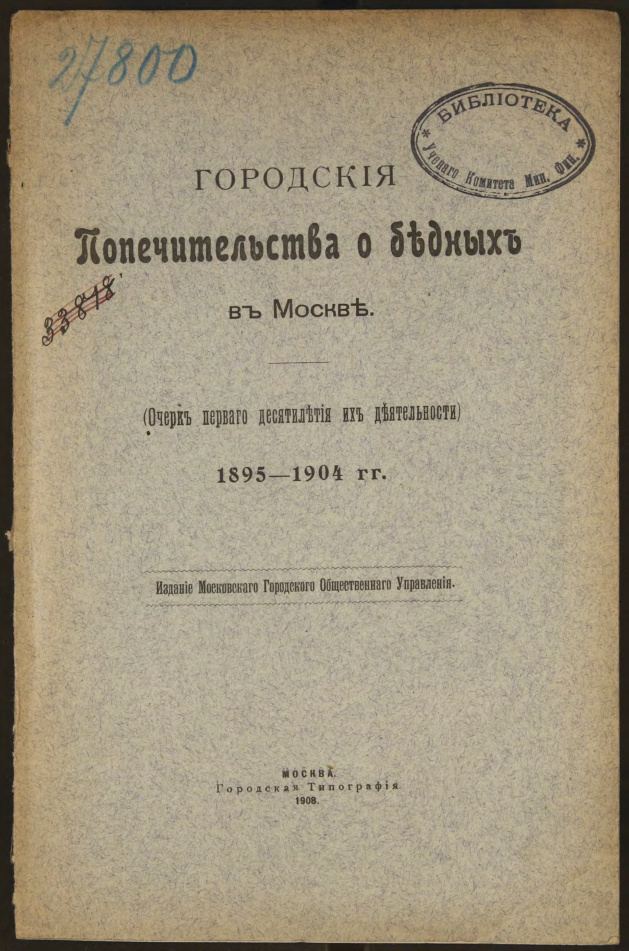 27800
БИБЛІОТЕКА
* Ученаго Комитета Мин. Фин. *
ГОРОДСКІЯ
Попечительства о бѣдныхъ
33818
въ Москвѣ.
(Очеркъ перваго десятилѣтія ихъ дѣятельности)
1895—1904 гг.
Изданіе Московскаго Городского Общественнаго Управленія.
МОСКВА.
Городская Типографія
1908.